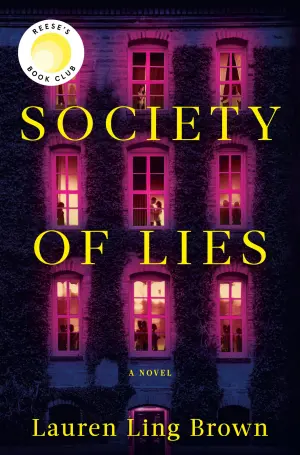 REESE'S
BOOK CLUB
SOCIETY
OF LIES
A NOVEL
Lauren Ling Brown